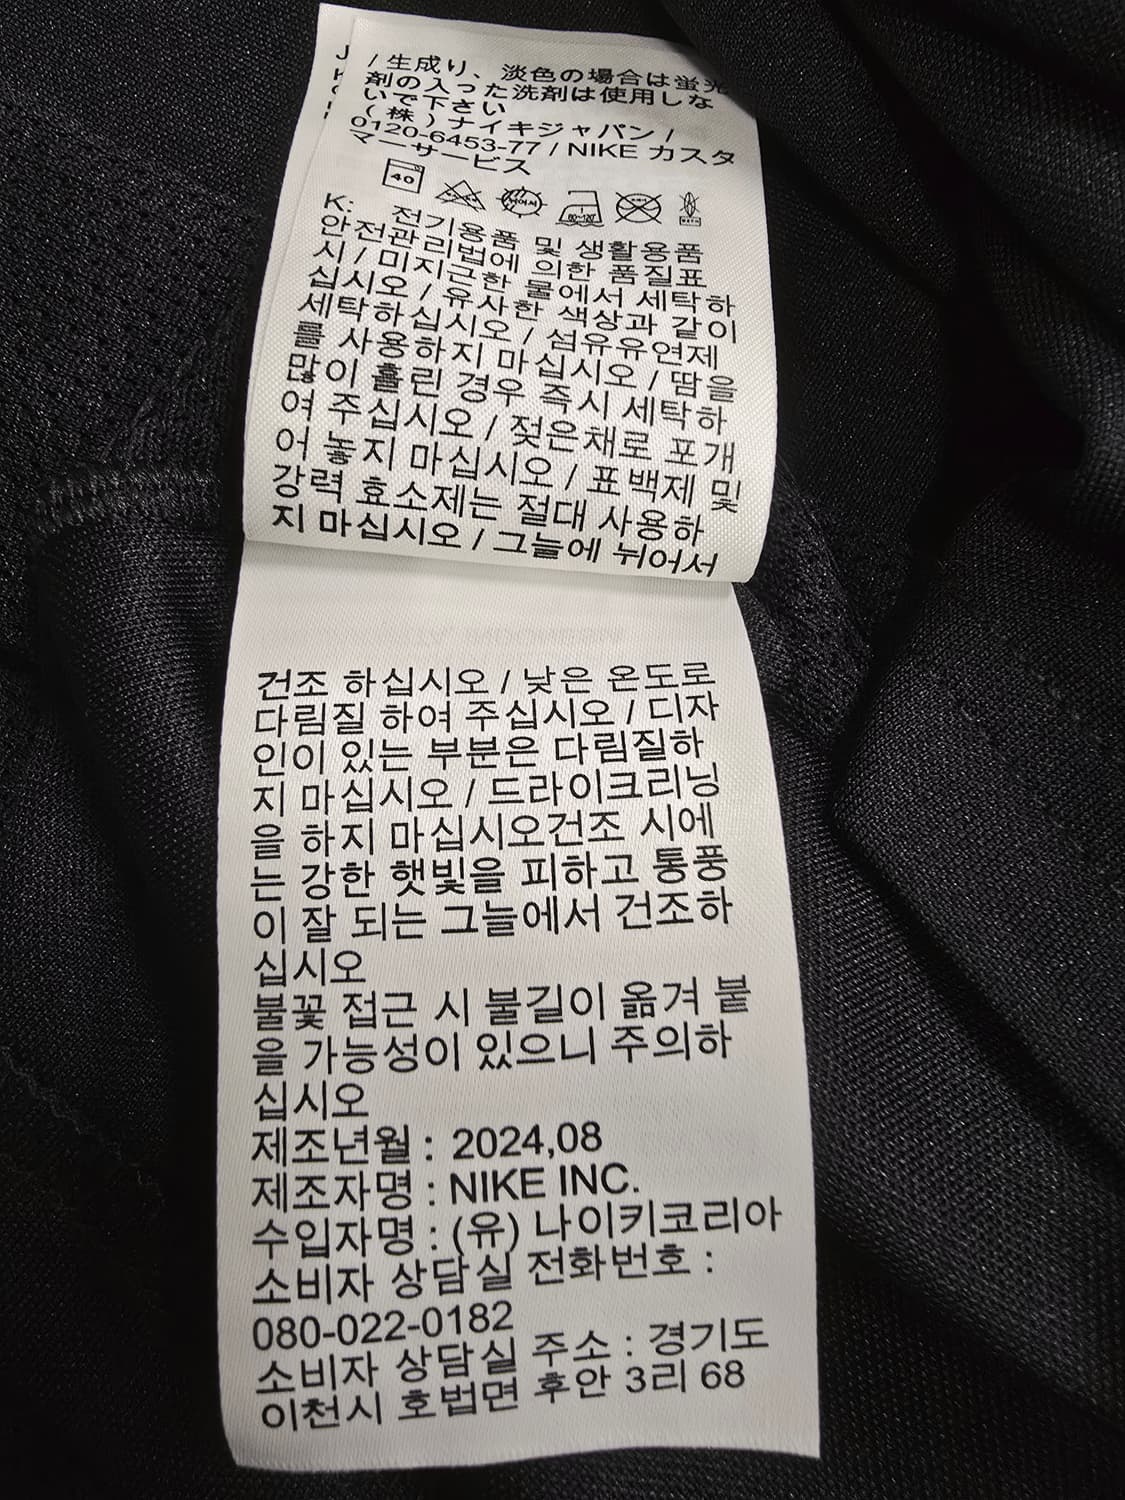 / 生成り、淡色の場合は蛍光
剤の入った洗剤は使用しな
いで下さい
(株)ナイキジャパン /
0120-6453-77 / NIKE カスタ
マーサービス
40
80~120
K: 전기용품 및 생활용품
안전관리법에 의한 품질표
시 / 미지근한 물에서 세탁하
십시오 / 유사한 색상과 같이
세탁하십시오 / 섬유유연제
를 사용하지 마십시오 / 땀을
많이 흘린 경우 즉시 세탁하
여 주십시오 / 젖은채로 포개
어 놓지 마십시오 / 표백제 및
강력 효소제는 절대 사용하
지 마십시오 / 그늘에 뉘어서
건조 하십시오 / 낮은 온도로
다림질 하여 주십시오 / 디자
인이 있는 부분은 다림질하
지 마십시오 / 드라이크리닝
을 하지 마십시오건조 시에
는 강한 햇빛을 피하고 통풍
이 잘 되는 그늘에서 건조하
십시오
불꽃 접근 시 불길이 옮겨 붙
을 가능성이 있으니 주의하
십시오
제조년월 : 2024,08
제조자명 : NIKE INC.
수입자명 : (유) 나이키코리아
소비자 상담실 전화번호 :
080-022-0182
소비자 상담실 주소 : 경기도
이천시 호법면 후안 3리 68